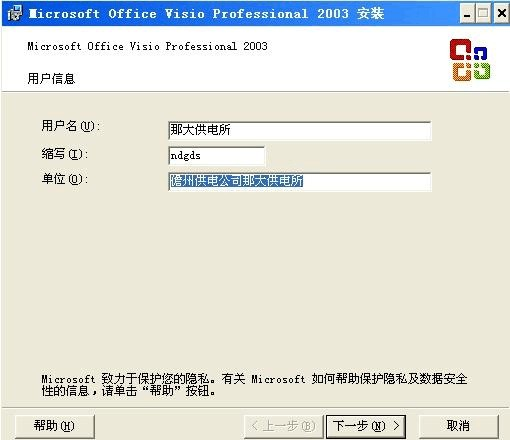 Microsoft Office Visio Professional 2003 安装
Microsoft Office Visio Professional 2003
用户信息
用户名(U):
那大供电所
缩写(I):
ndgds
单位(O):
儋州供电公司那大供电所
Microsoft 致力于保护您的隐私。有关 Microsoft 如何帮助保护隐私及数据安全
性的信息，请单击“帮助”按钮。
帮助(H)
< 上一步(B)
下一步(N) >
取消